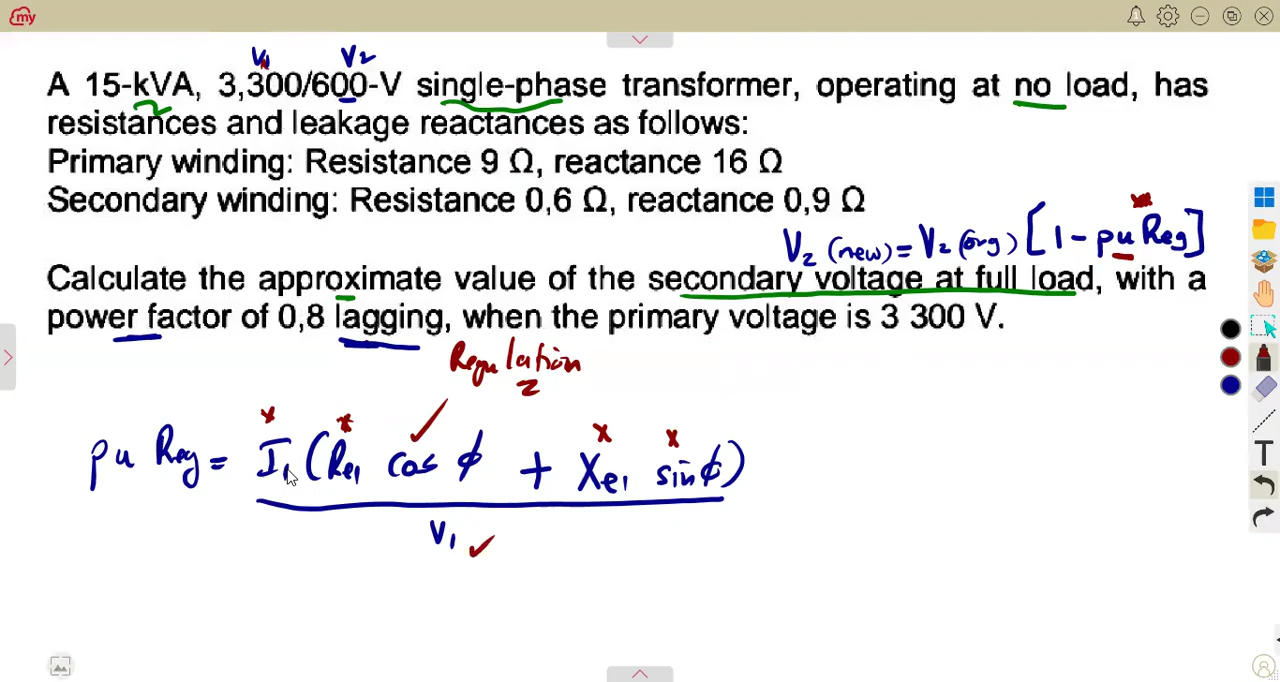 my
V1 V2
A 15-kVA, 3,300/600-V single-phase transformer, operating at no load, has
resistances and leakage reactances as follows:
Primary winding: Resistance 9 Ω, reactance 16 Ω
Secondary winding: Resistance 0,6 Ω, reactance 0,9 Ω
V2 (new) = V2 (org) [1 - pu Reg]
Calculate the approximate value of the secondary voltage at full load, with a
power factor of 0,8 lagging, when the primary voltage is 3 300 V.
Regulation
pu Reg = I1 (Re1 cos ϕ + Xe1 sin ϕ)
V1